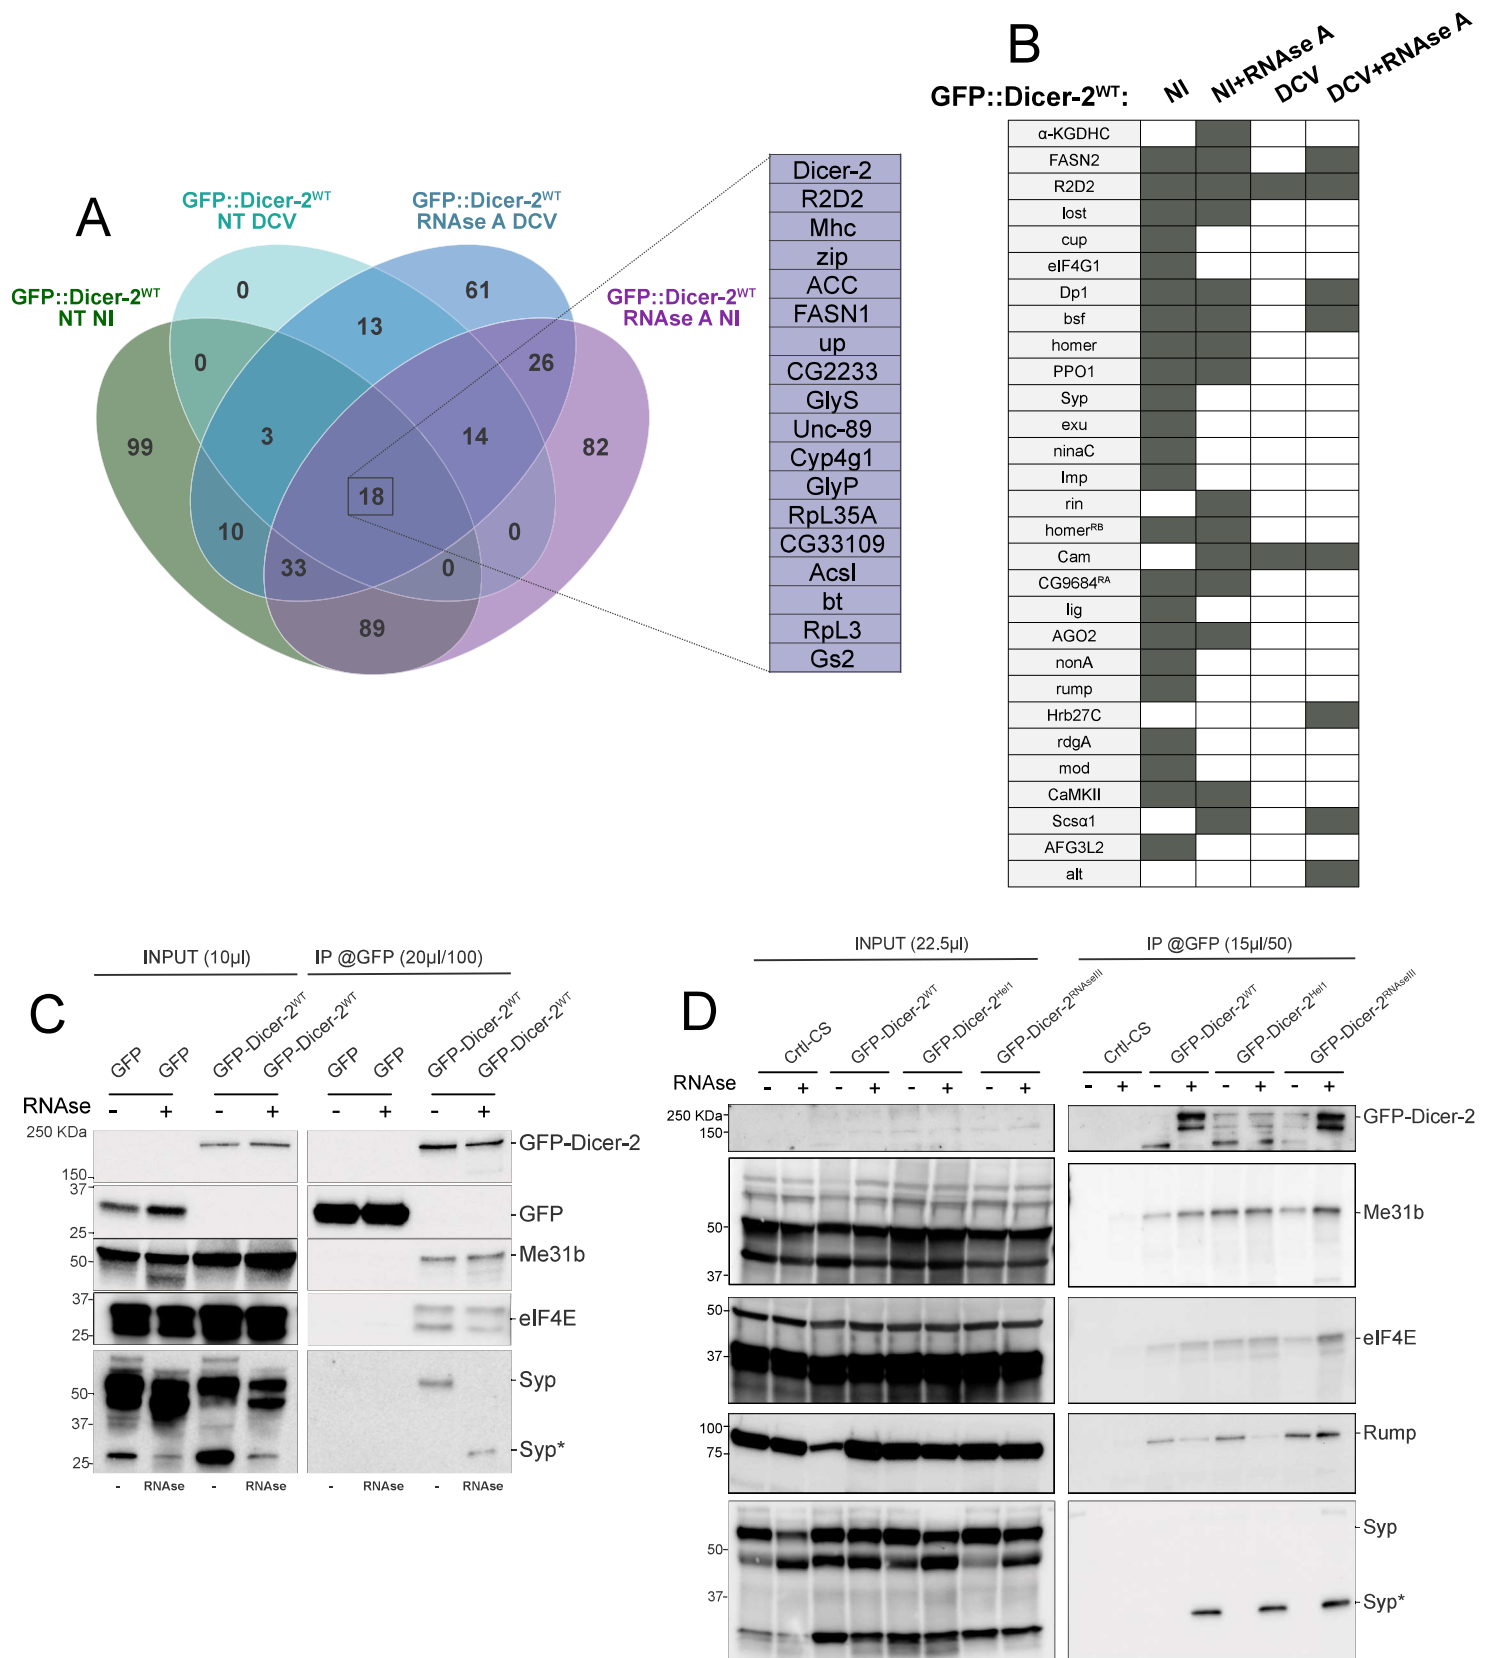 A
GFP::Dicer-2WT
NT DCV
GFP::Dicer-2WT
RNAse A DCV
GFP::Dicer-2WT
NT NI
GFP::Dicer-2WT
RNAse A NI
0
61
13
0
26
99
3
14
82
18
10
0
33
0
89
Dicer-2
R2D2
Mhc
zip
ACC
FASN1
up
CG2233
GlyS
Unc-89
Cyp4g1
GlyP
RpL35A
CG33109
Acsl
bt
RpL3
Gs2
B
GFP::Dicer-2WT: NI NI+RNAse A DCV DCV+RNAse A
α-KGDHC
FASN2
R2D2
lost
cup
eIF4G1
Dp1
bsf
homer
PPO1
Syp
exu
ninaC
Imp
rin
homerRB
Cam
CG9684RA
lig
AGO2
nonA
rump
Hrb27C
rdgA
mod
CaMKII
Scsα1
AFG3L2
alt
C
INPUT (10µl) IP @GFP (20µl/100)
GFP GFP GFP-Dicer-2WT GFP-Dicer-2WT GFP GFP GFP-Dicer-2WT GFP-Dicer-2WT
RNAse - + - + - + - +
250 KDa
150
GFP-Dicer-2
37
25
GFP
50
Me31b
37
25
eIF4E
50
37
25
Syp
Syp*
- RNAse - RNAse - RNAse - RNAse
D
INPUT (22.5µl) IP @GFP (15µl/50)
Crtl-CS GFP-Dicer-2WT GFP-Dicer-2Hel1 GFP-Dicer-2RNAseIII Crtl-CS GFP-Dicer-2WT GFP-Dicer-2Hel1 GFP-Dicer-2RNAseIII
RNAse - + - + - + - + - + - + - + - +
250 KDa
150
GFP-Dicer-2
50
37
Me31b
50
37
eIF4E
100
75
Rump
50
37
Syp
Syp*